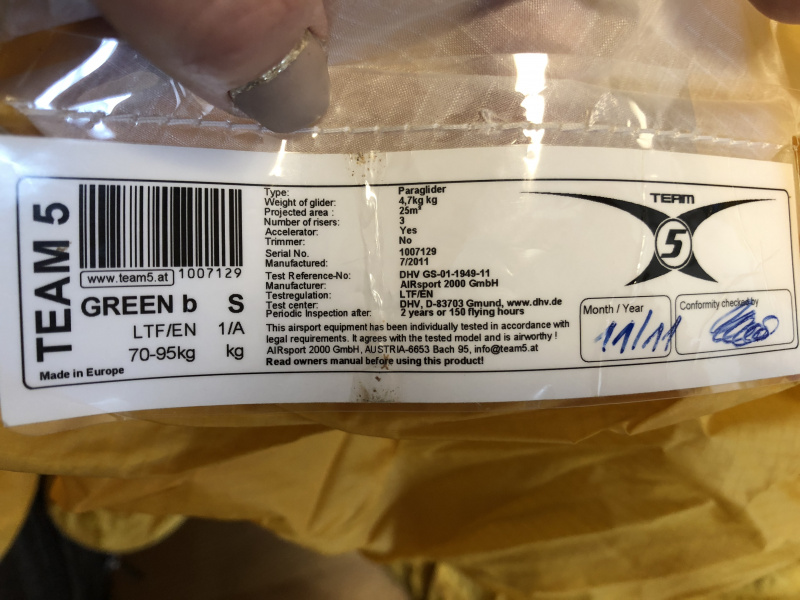 TEAM 5
www.team5.at 1007129
GREEN b S
LTF/EN 1/A
70-95kg kg
Made in Europe
Type: Paraglider
Weight of glider: 4,7kg kg
Projected area : 25m²
Number of risers: 3
Accelerator: Yes
Trimmer: No
Serial No. 1007129
Manufactured: 7/2011
Test Reference-No: DHV GS-01-1949-11
Manufacturer: AIRsport 2000 GmbH
Testregulation: LTF/EN
Test center: DHV, D-83703 Gmund, www.dhv.de
Periodic Inspection after: 2 years or 150 flying hours
This airsport equipment has been individually tested in accordance with
legal requirements. It agrees with the tested model and is airworthy !
AIRsport 2000 GmbH, AUSTRIA-6653 Bach 95, info@team5.at
Read owners manual before using this product!
TEAM
5
Month / Year
11/11
Conformity checked by